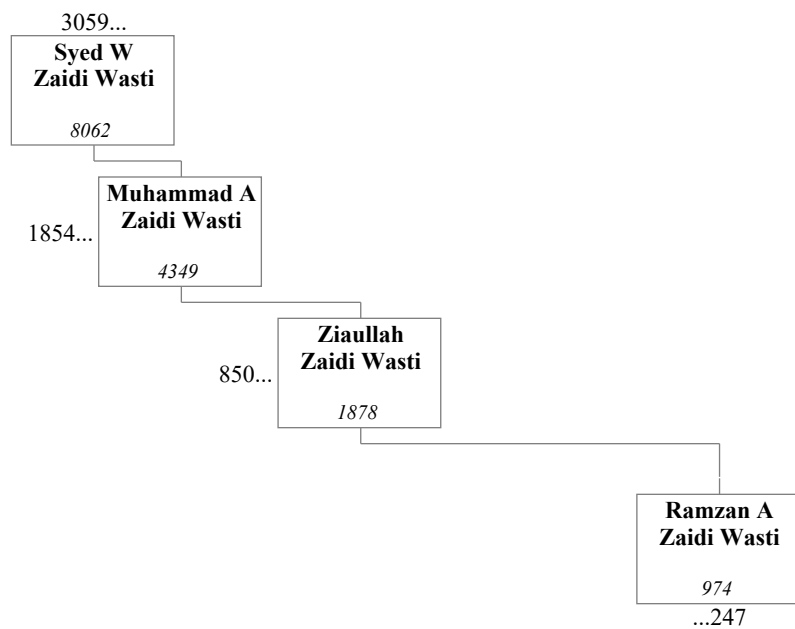 3059...
Syed W
Zaidi Wasti
8062
Muhammad A
Zaidi Wasti
1854...
4349
Ziaullah
Zaidi Wasti
850...
1878
Ramzan A
Zaidi Wasti
974
...247